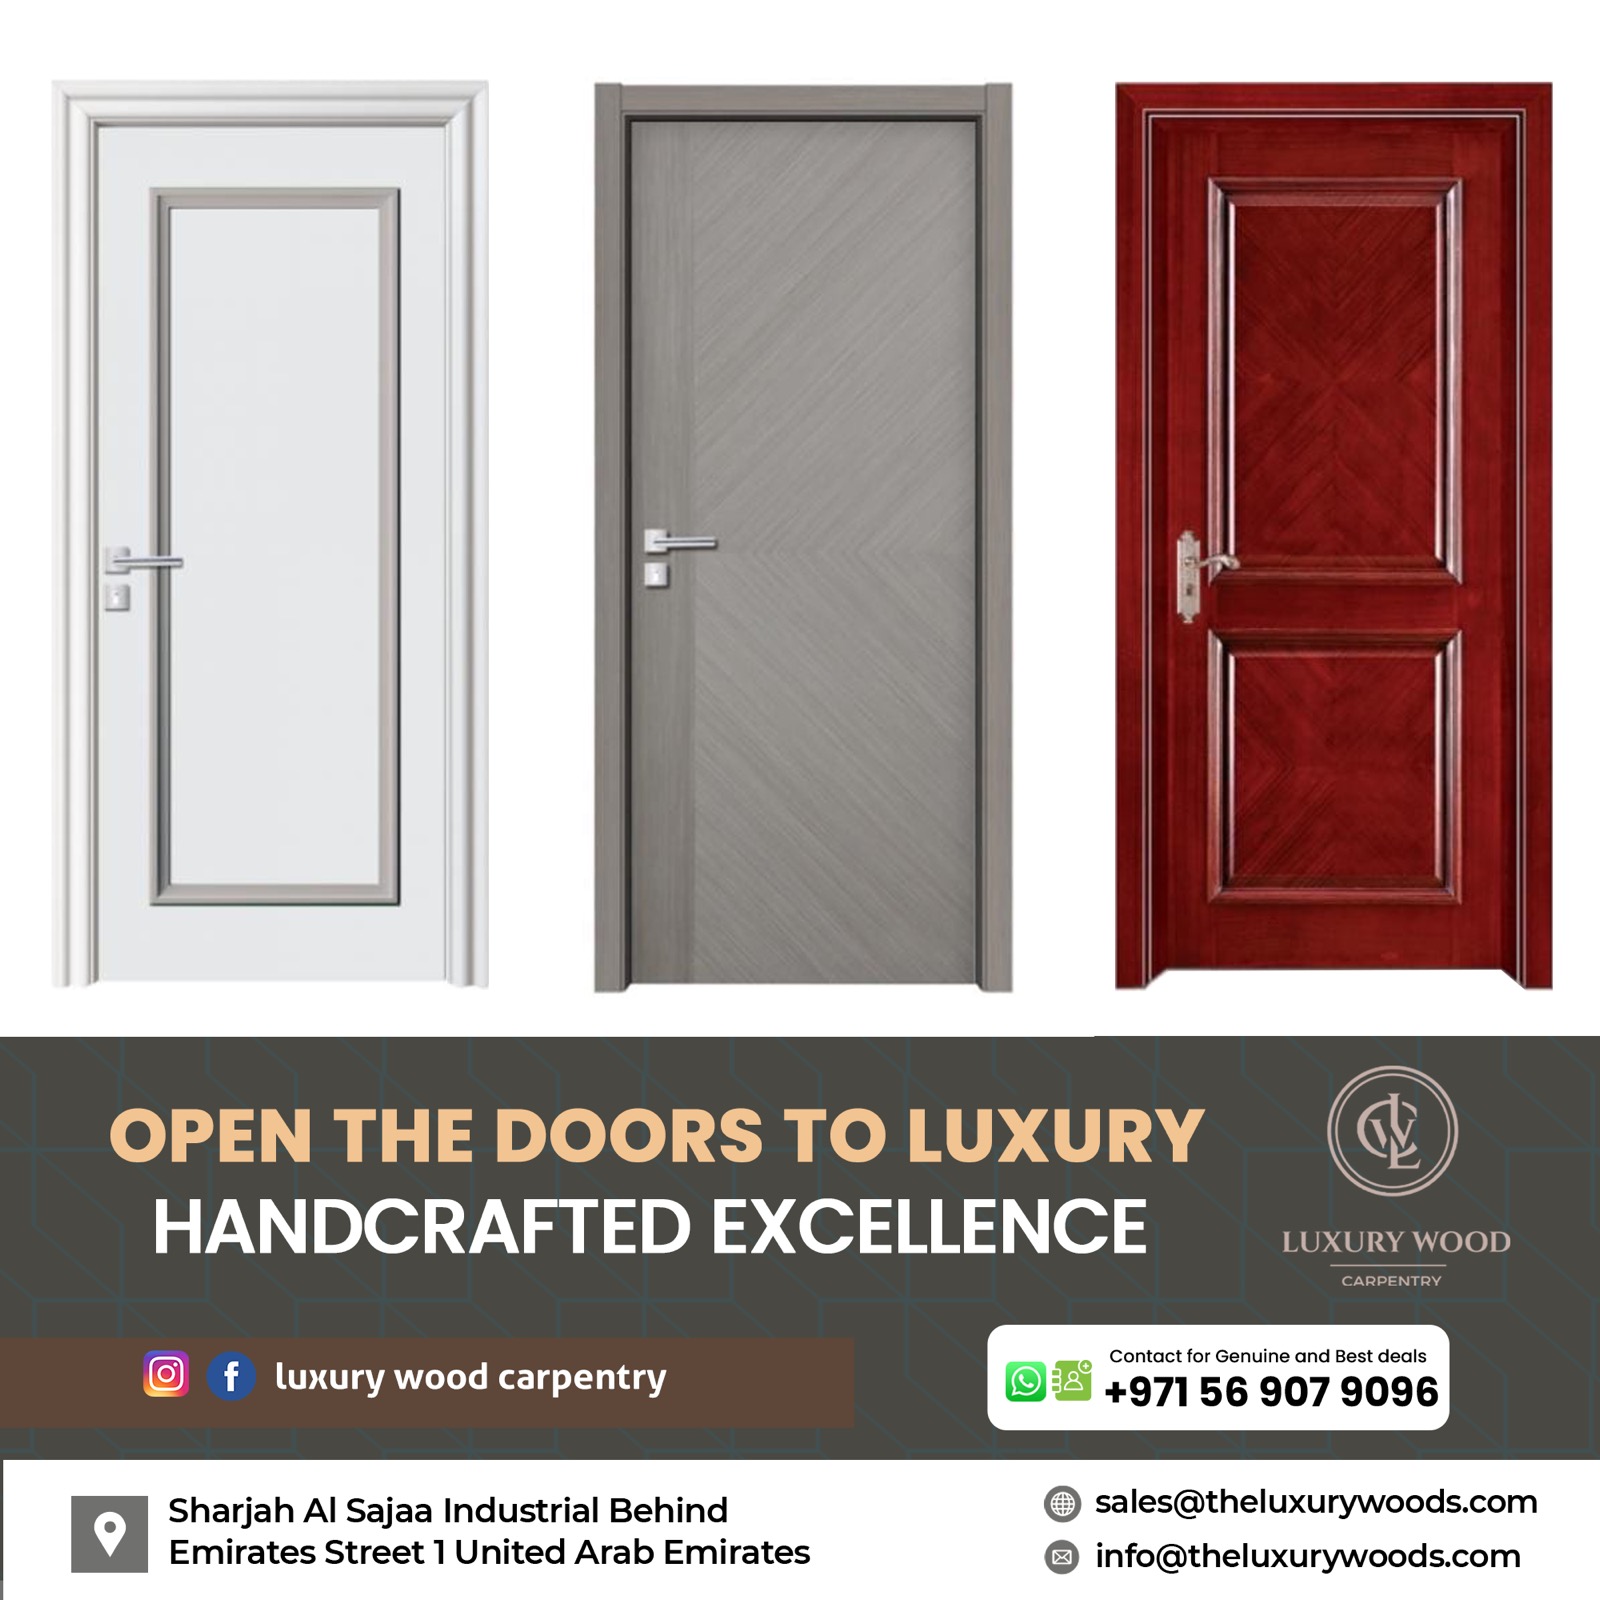 OPEN THE DOORS TO LUXURY
HANDCRAFTED EXCELLENCE
LWC
LUXURY WOOD
CARPENTRY
luxury wood carpentry
Contact for Genuine and Best deals
+971 56 907 9096
Sharjah Al Sajaa Industrial Behind
Emirates Street 1 United Arab Emirates
sales@theluxurywoods.com
info@theluxurywoods.com